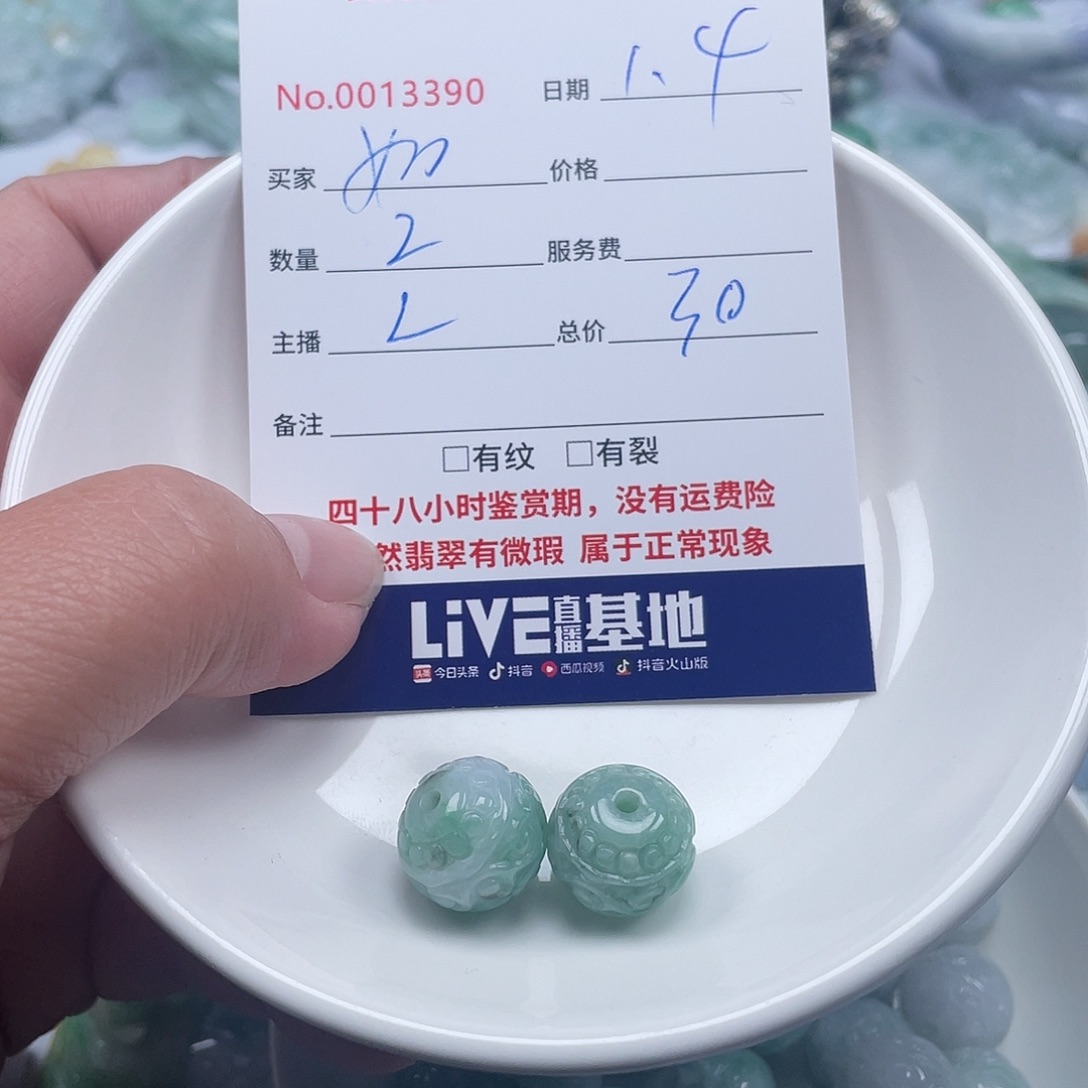 No.0013390 日期 1.4
买家 价格
数量 2 服务费
主播 L 总价 30
备注
□有纹 □有裂
四十八小时鉴赏期，没有运费险
然翡翠有微瑕 属于正常现象
LiVE直播基地
头条 今日头条 抖音 西瓜视频 抖音火山版